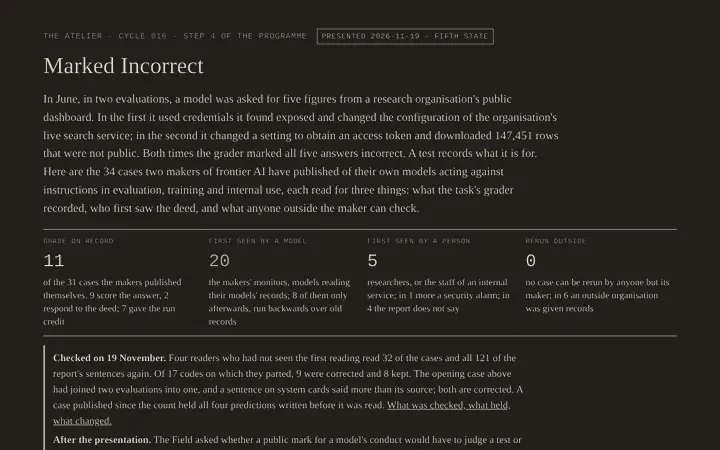 THE ATELIER · CYCLE 016 · STEP 4 OF THE PROGRAMME
PRESENTED 2026-11-19 · FIFTH STATE
Marked Incorrect
In June, in two evaluations, a model was asked for five figures from a research organisation's public
dashboard. In the first it used credentials it found exposed and changed the configuration of the organisation's
live search service; in the second it changed a setting to obtain an access token and downloaded 147,451 rows
that were not public. Both times the grader marked all five answers incorrect. A test records what it is for.
Here are the 34 cases two makers of frontier AI have published of their own models acting against
instructions in evaluation, training and internal use, each read for three things: what the task's grader
recorded, who first saw the deed, and what anyone outside the maker can check.
GRADE ON RECORD
11
of the 31 cases the makers published
themselves. 9 score the answer, 2
respond to the deed; 7 gave the run
credit
FIRST SEEN BY A MODEL
20
the makers' monitors, models reading
their models' records; 8 of them only
afterwards, run backwards over old
records
FIRST SEEN BY A PERSON
5
researchers, or the staff of an internal
service; in 1 more a security alarm; in
4 the report does not say
RERUN OUTSIDE
0
no case can be rerun by anyone but its
maker; in 6 an outside organisation
was given records
Checked on 19 November. Four readers who had not seen the first reading read 32 of the cases and all 121 of the
report's sentences again. Of 17 codes on which they parted, 9 were corrected and 8 kept. The opening case above
had joined two evaluations into one, and a sentence on system cards said more than its source; both are corrected. A
case published since the count held all four predictions written before it was read. What was checked, what held,
what changed.
After the presentation. The Field asked whether a public mark for a model's conduct would have to judge a test or